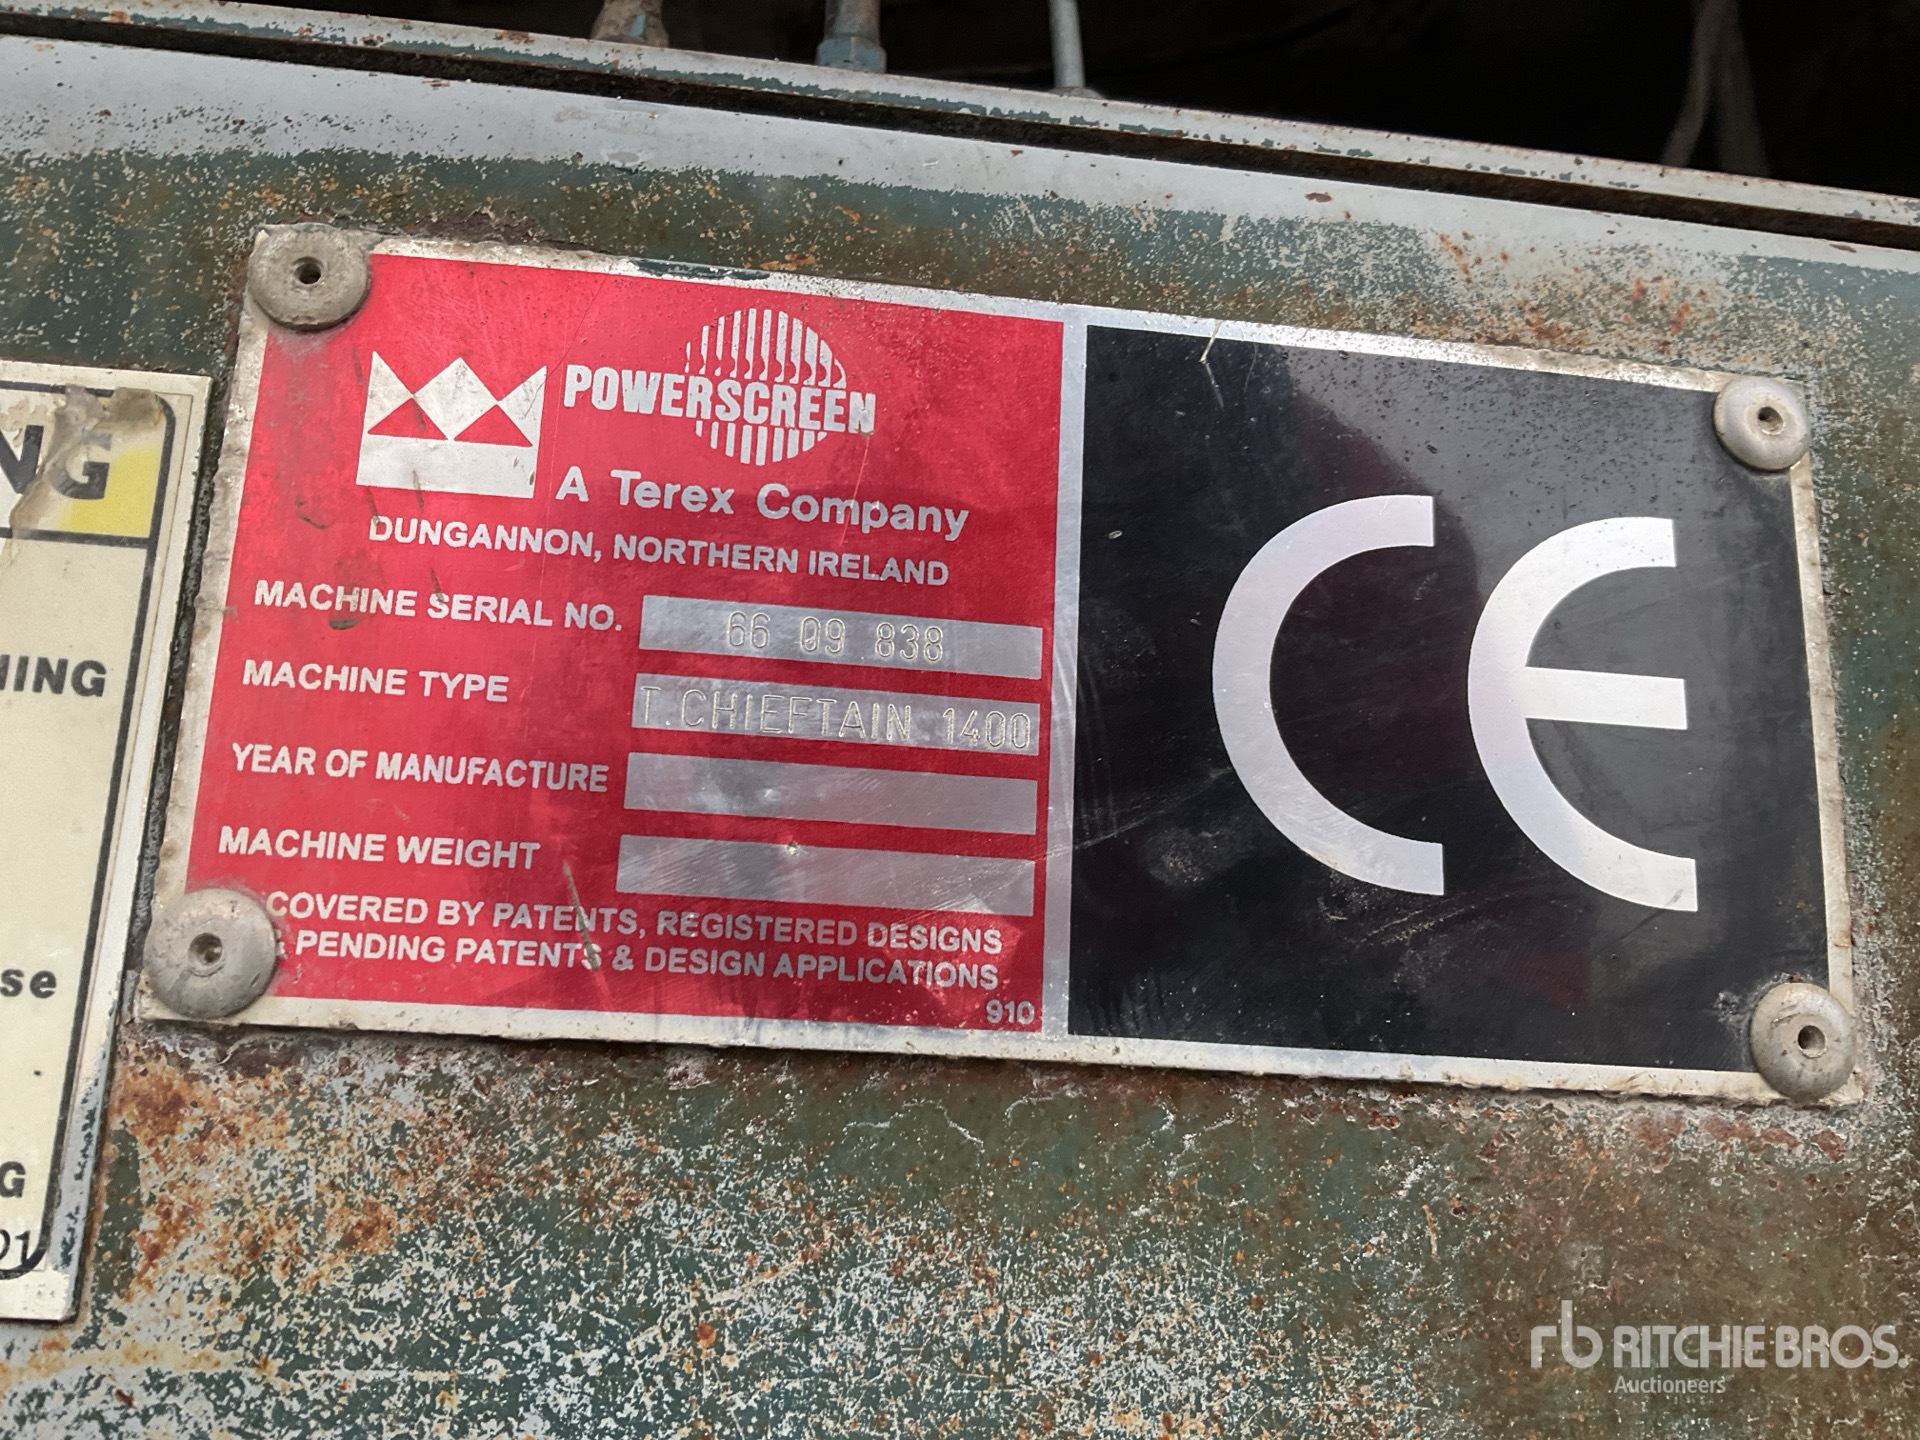 POWERSCREEN
A Terex Company
DUNGANNON, NORTHERN IRELAND
MACHINE SERIAL NO. 66 09 838
MACHINE TYPE T.CHIEFTAIN 1400
YEAR OF MANUFACTURE
MACHINE WEIGHT
COVERED BY PATENTS, REGISTERED DESIGNS
& PENDING PATENTS & DESIGN APPLICATIONS
910
CE
NG
HING
se
G
01
rb RITCHIE BROS.
Auctioneers